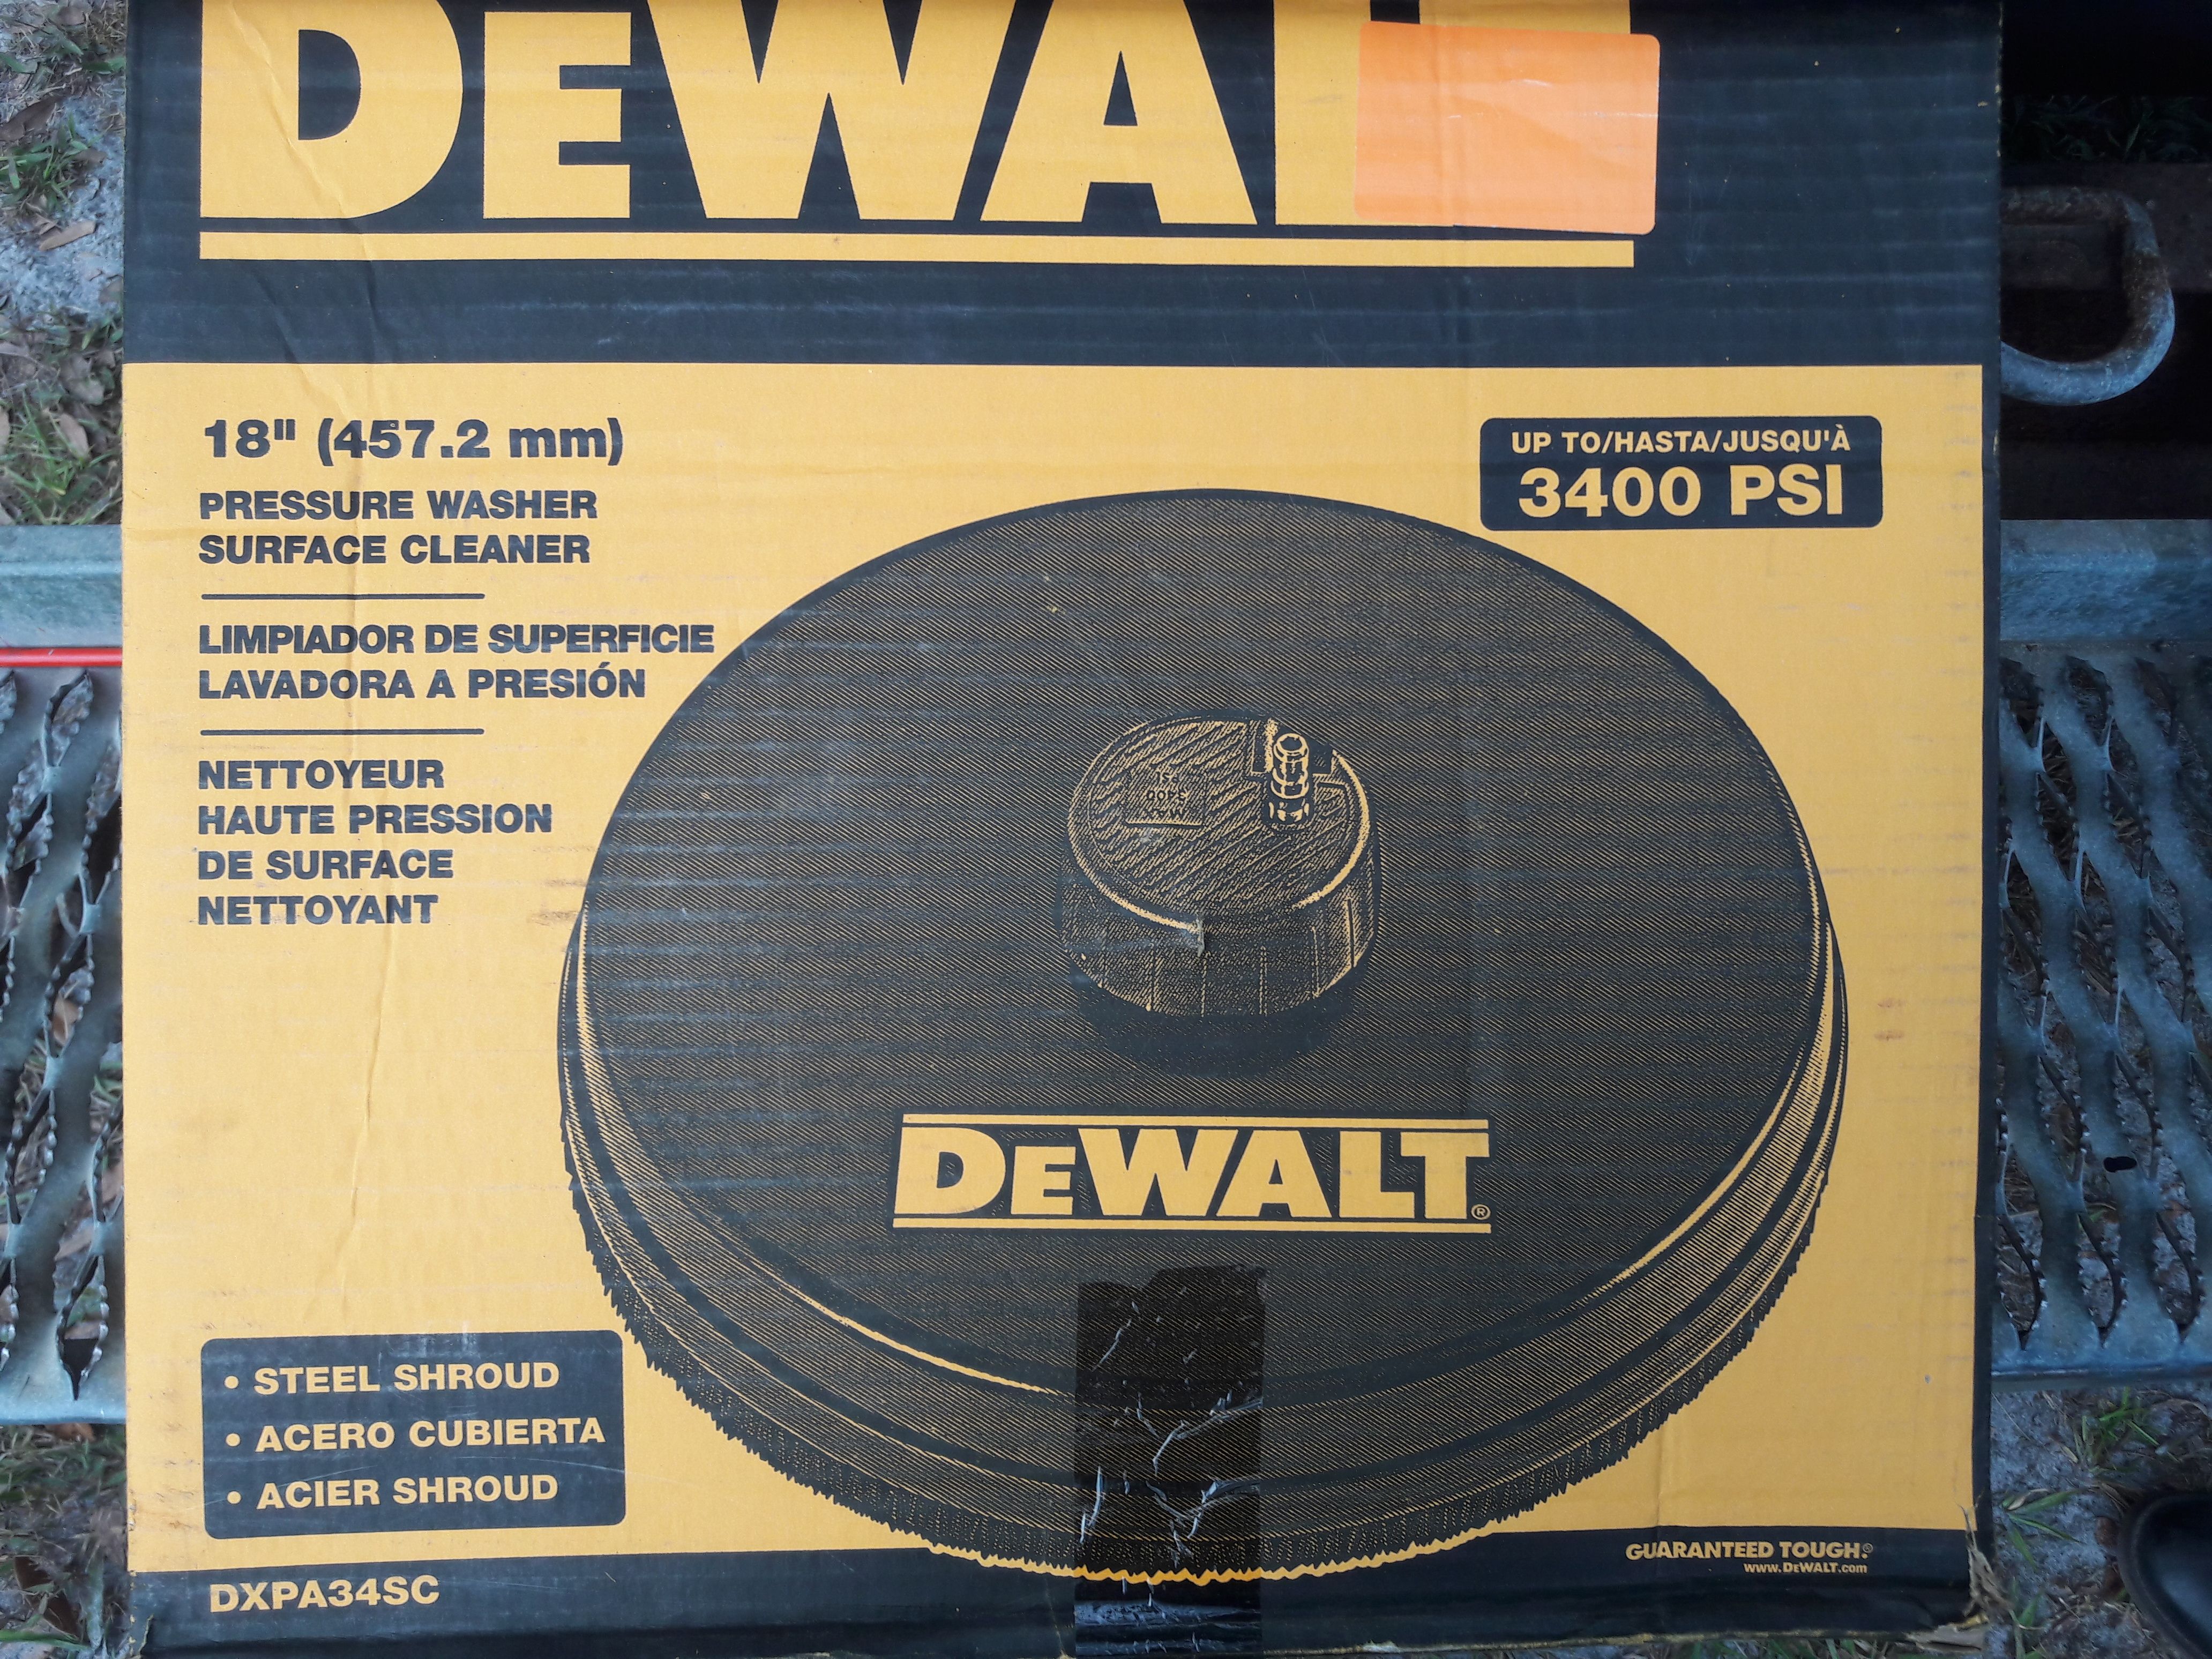 DEWALT
18" (457.2 mm)
PRESSURE WASHER
SURFACE CLEANER
LIMPIADOR DE SUPERFICIE
LAVADORA A PRESIÓN
NETTOYEUR
HAUTE PRESSION
DE SURFACE
NETTOYANT
UP TO/HASTA/JUSQU'À
3400 PSI
DEWALT®
• STEEL SHROUD
• ACERO CUBIERTA
• ACIER SHROUD
DXPA34SC
GUARANTEED TOUGH.®
www.DEWALT.com